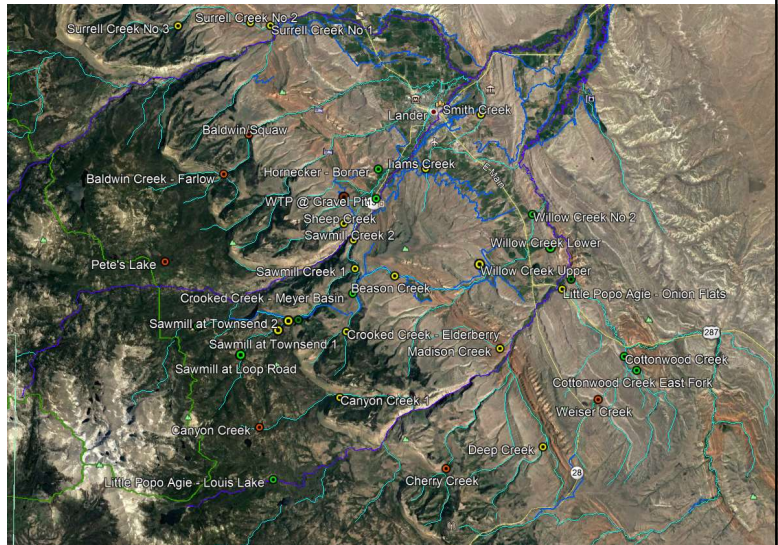 Surrell Creek No 2
Surrell Creek No 3
Surrell Creek No 1
Smith Creek
Lander
Baldwin Squaw
Hornecker - Borner
lliams Creek
E Main
Baldwin Creek - Farlow
WTP @ Gravel Pit
Sheep Creek
Willow Creek No 2
Sawmill Creek 2
Willow Creek Lower
Pete's Lake
Sawmill Creek 1
Willow Creek Upper
Beason Creek
Little Popo Agie - Onion Flats
Crooked Creek - Meyer Basin
Sawmill at Townsend 2
Crooked Creek - Elderberry
287
Sawmill at Townsend 1
Madison Creek
Cottonwood Creek
Sawmill at Loop Road
Cottonwood Creek East Fork
Canyon Creek 1
Weiser Creek
Canyon Creek
Deep Creek
28
Cherry Creek
Little Popo Agie - Louis Lake